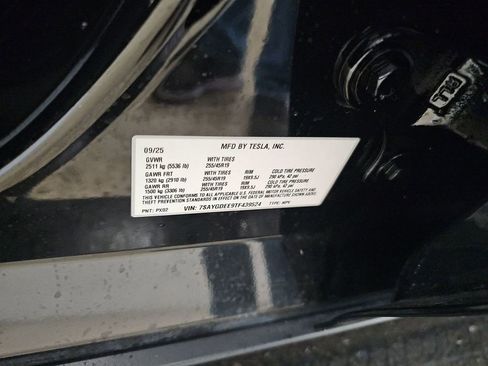 MFD BY TESLA, INC.
09/25
GVWR WITH TIRES
2511 kg (5536 lb) 255/45R19
GAWR FRT WITH TIRES RIM COLD TIRE PRESSURE
1320 kg (2910 lb) 255/45R19 19X9.5J 290 kPa, 42 psi
GAWR RR WITH TIRES RIM COLD TIRE PRESSURE
1500 kg (3306 lb) 255/45R19 19X9.5J 290 kPa, 42 psi
THIS VEHICLE CONFORMS TO ALL APPLICABLE U.S. FEDERAL MOTOR VEHICLE SAFETY AND
THEFT PREVENTION STANDARDS IN EFFECT ON THE DATE OF MANUFACTURE SHOWN ABOVE.
PNT: PX02 VIN: 7SAYGDEE9TF439524 TYPE: MPV